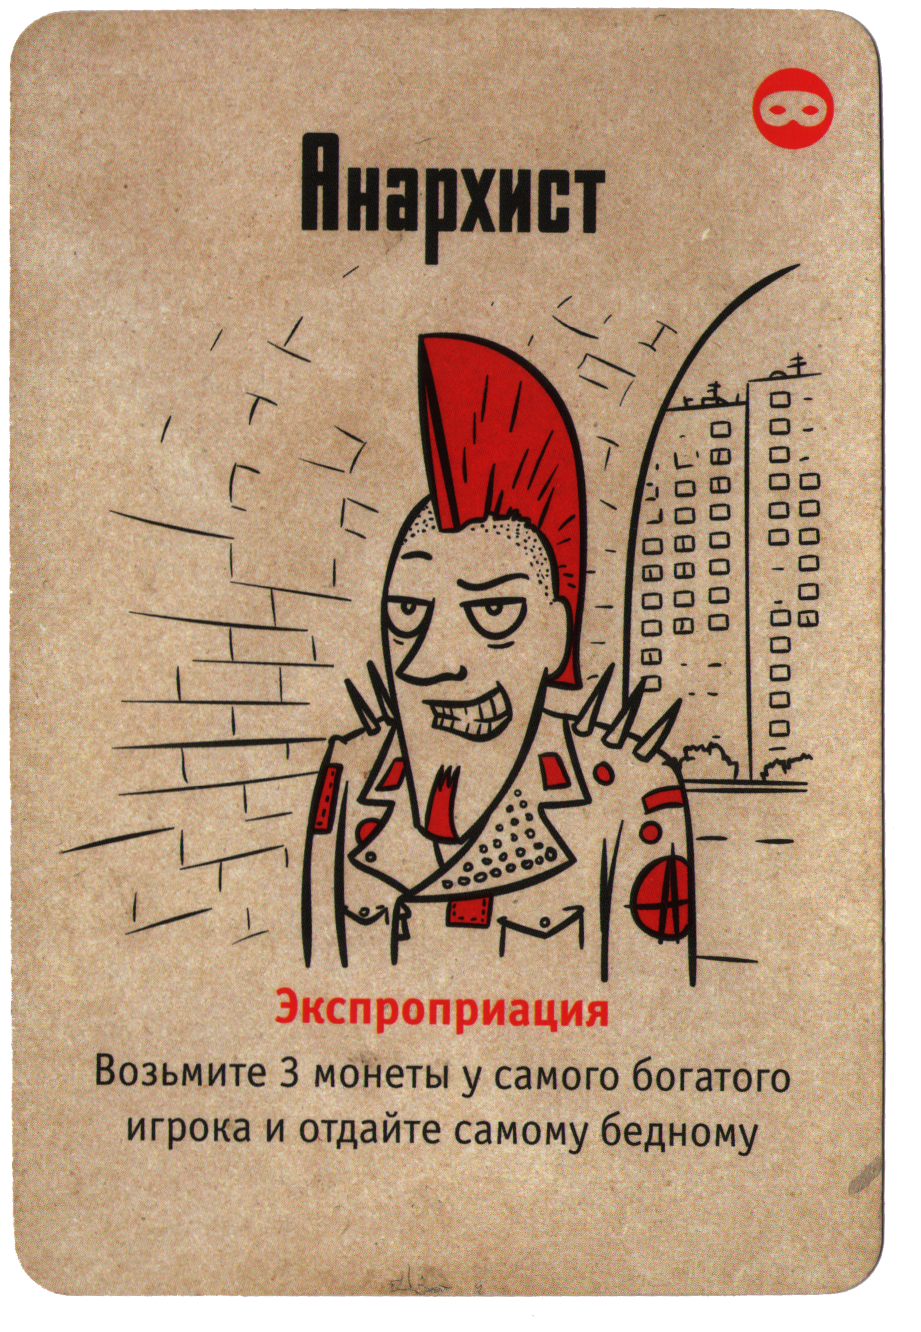 Анархист
Экспроприация
Возьмите 3 монеты у самого богатого
игрока и отдайте самому бедному